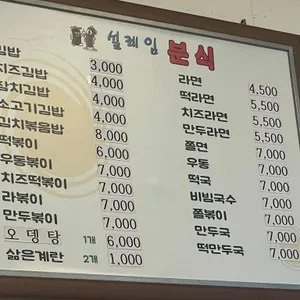 설레임 분식
김밥 3,000
치즈김밥 4,000
참치김밥 4,000
소고기김밥 4,000
김치볶음밥 8,000
떡볶이 6,000
우동볶이 7,000
치즈떡볶이 7,000
라볶이 7,000
만두볶이 7,000
오뎅탕 1개 6,000
삶은계란 2개 1,000
라면 4,500
떡라면 5,500
치즈라면 5,500
만두라면 5,500
쫄면 7,000
우동 7,000
떡국 7,000
비빔국수 7,000
쫄볶이 7,000
만두국 7,000
떡만두국 7,000